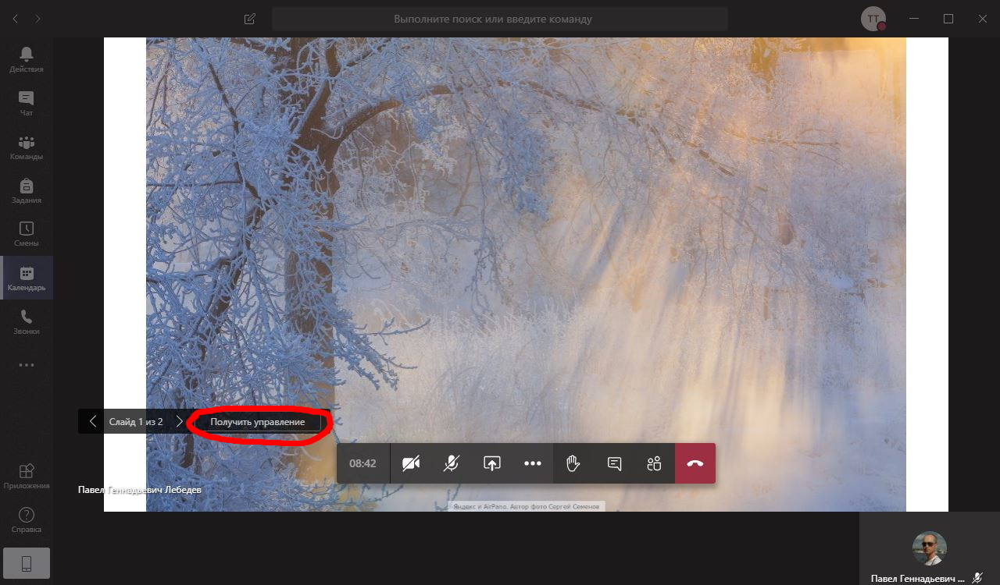 Выполните поиск или введите команду
TT
Действия
Чат
Команды
Задания
Смены
Календарь
Звонки
Слайд 1 из 2
Получить управление
08:42
Приложения
Павел Геннадьевич Лебедев
Яндекс и AirPano. Автор фото Сергей Семенов
Справка
Павел Геннадьевич ...